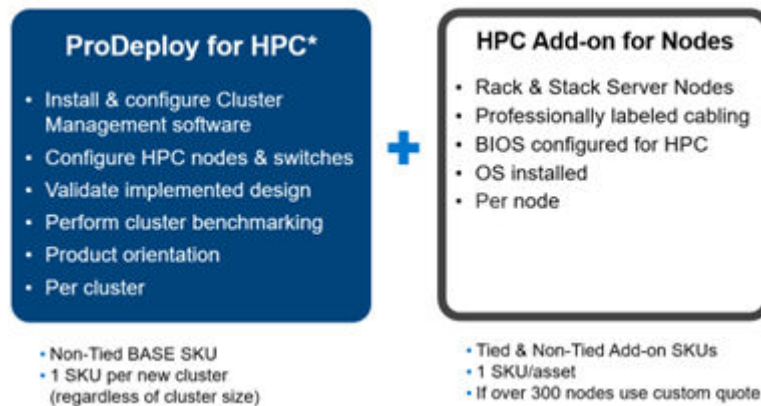 ProDeploy for HPC*
• Install & configure Cluster
Management software
• Configure HPC nodes & switches
• Validate implemented design
• Perform cluster benchmarking
• Product orientation
• Per cluster
• Non-Tied BASE SKU
• 1 SKU per new cluster
(regardless of cluster size)
HPC Add-on for Nodes
• Rack & Stack Server Nodes
• Professionally labeled cabling
• BIOS configured for HPC
• OS installed
• Per node
• Tied & Non-Tied Add-on SKUs
• 1 SKU/asset
• If over 300 nodes use custom quote